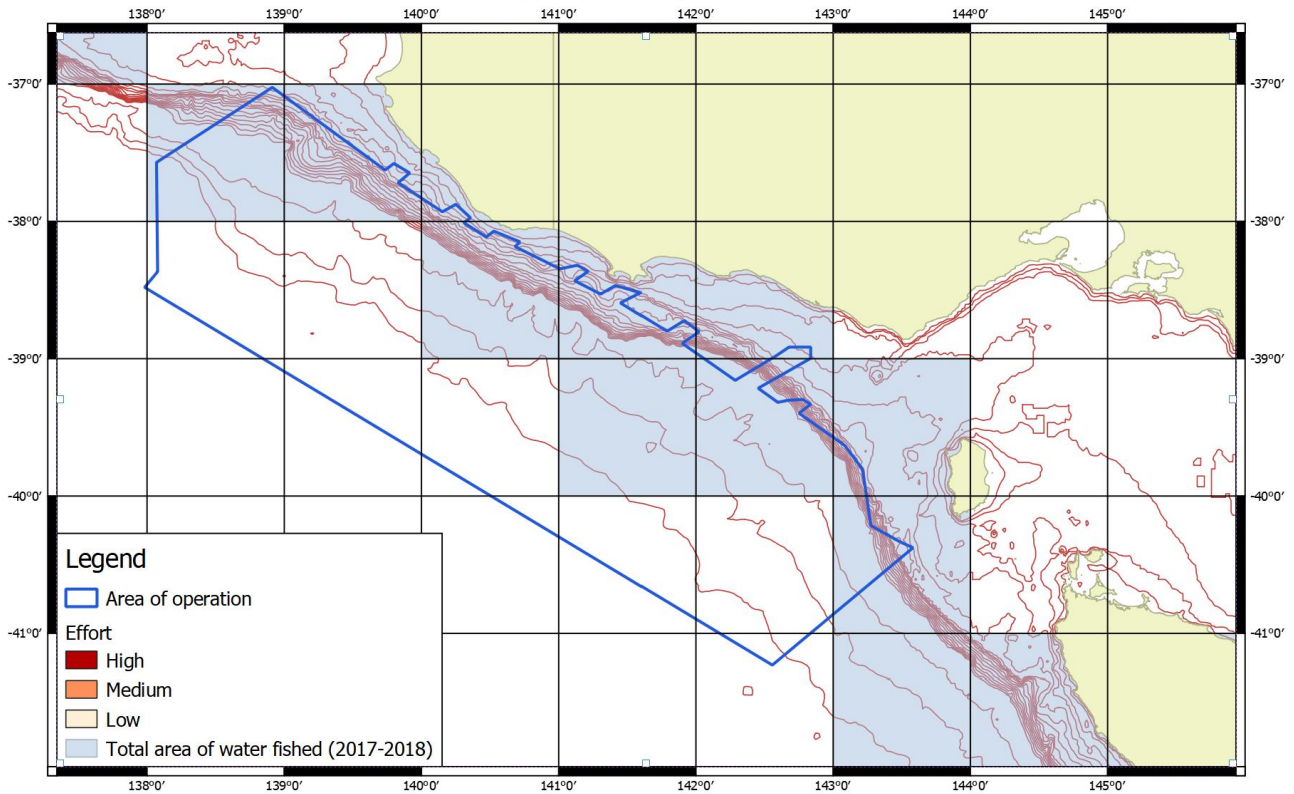 138°0' 139°0' 140°0' 141°0' 142°0' 143°0' 144°0' 145°0'
-37°0' -37°0'
-38°0' -38°0'
-39°0' -39°0'
-40°0' -40°0'
Legend
Area of operation
Effort
-41°0' -41°0'
High
Medium
Low
Total area of water fished (2017-2018)
138°0' 139°0' 140°0' 141°0' 142°0' 143°0' 144°0' 145°0'